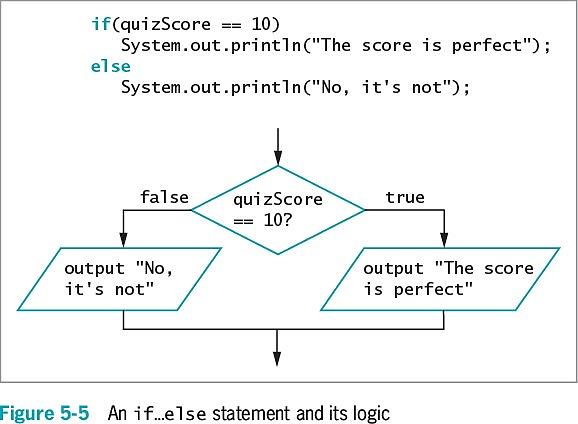 if(quizScore == 10)
System.out.println("The score is perfect");
else
System.out.println("No, it's not");
false
quizScore
== 10?
true
output "No,
it's not"
output "The score
is perfect"
Figure 5-5 An if…else statement and its logic